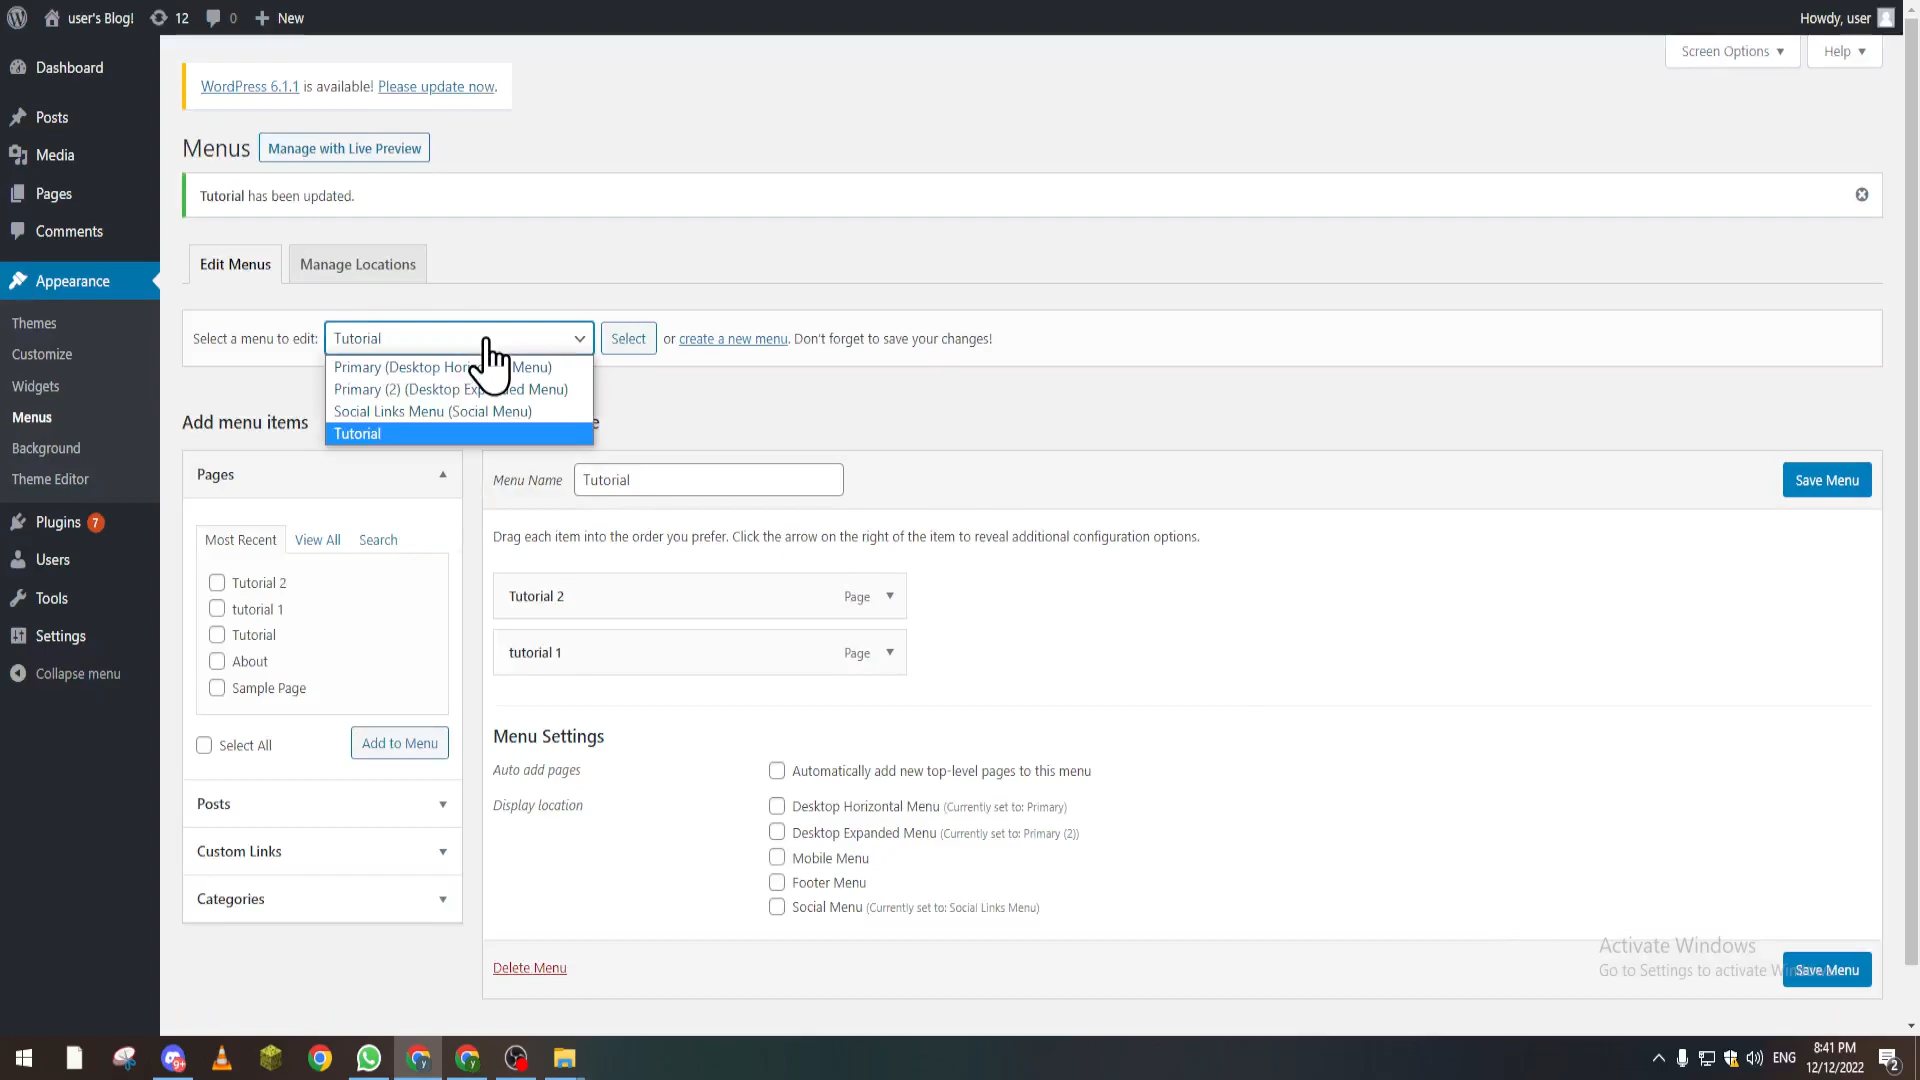 user's Blog! 12 0 New Howdy, user
Screen Options Help
Dashboard
Posts
Media
Pages
Comments
Appearance
Themes
Customize
Widgets
Menus
Background
Theme Editor
Plugins 7
Users
Tools
Settings
Collapse menu
WordPress 6.1.1 is available! Please update now.
Menus Manage with Live Preview
Tutorial has been updated.
Edit Menus Manage Locations
Select a menu to edit: Tutorial Select or create a new menu. Don't forget to save your changes!
Primary (Desktop Hori Menu)
Primary (2) (Desktop Exp ed Menu)
Social Links Menu (Social Menu)
Tutorial
Add menu items
Pages
Most Recent View All Search
Tutorial 2
tutorial 1
Tutorial
About
Sample Page
Select All Add to Menu
Posts
Custom Links
Categories
Menu Name Tutorial Save Menu
Drag each item into the order you prefer. Click the arrow on the right of the item to reveal additional configuration options.
Tutorial 2 Page
tutorial 1 Page
Menu Settings
Auto add pages Automatically add new top-level pages to this menu
Display location Desktop Horizontal Menu (Currently set to: Primary)
Desktop Expanded Menu (Currently set to: Primary (2))
Mobile Menu
Footer Menu
Social Menu (Currently set to: Social Links Menu)
Delete Menu Save Menu
Activate Windows
Go to Settings to activate Windows.
9+ ENG 8:41 PM
12/12/2022 2